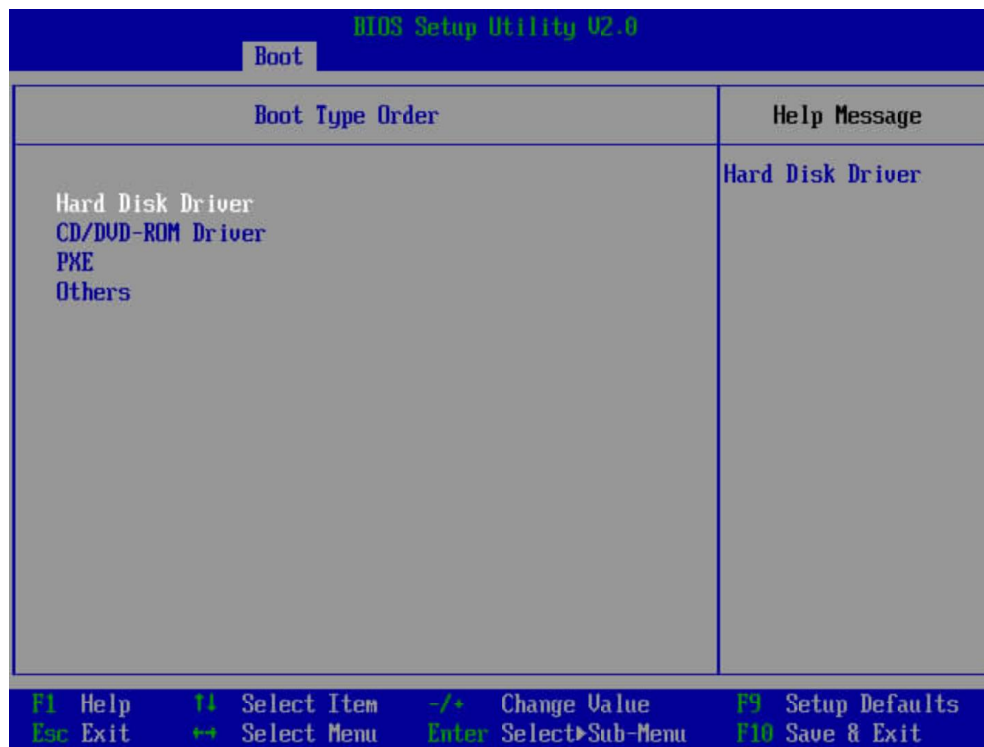 BIOS Setup Utility V2.0
Boot
Boot Type Order
Help Message
Hard Disk Driver
CD/DVD-ROM Driver
PXE
Others
Hard Disk Driver
F1 Help ↑↓ Select Item -/+ Change Value F9 Setup Defaults
Esc Exit ←→ Select Menu Enter Select▶Sub-Menu F10 Save & Exit